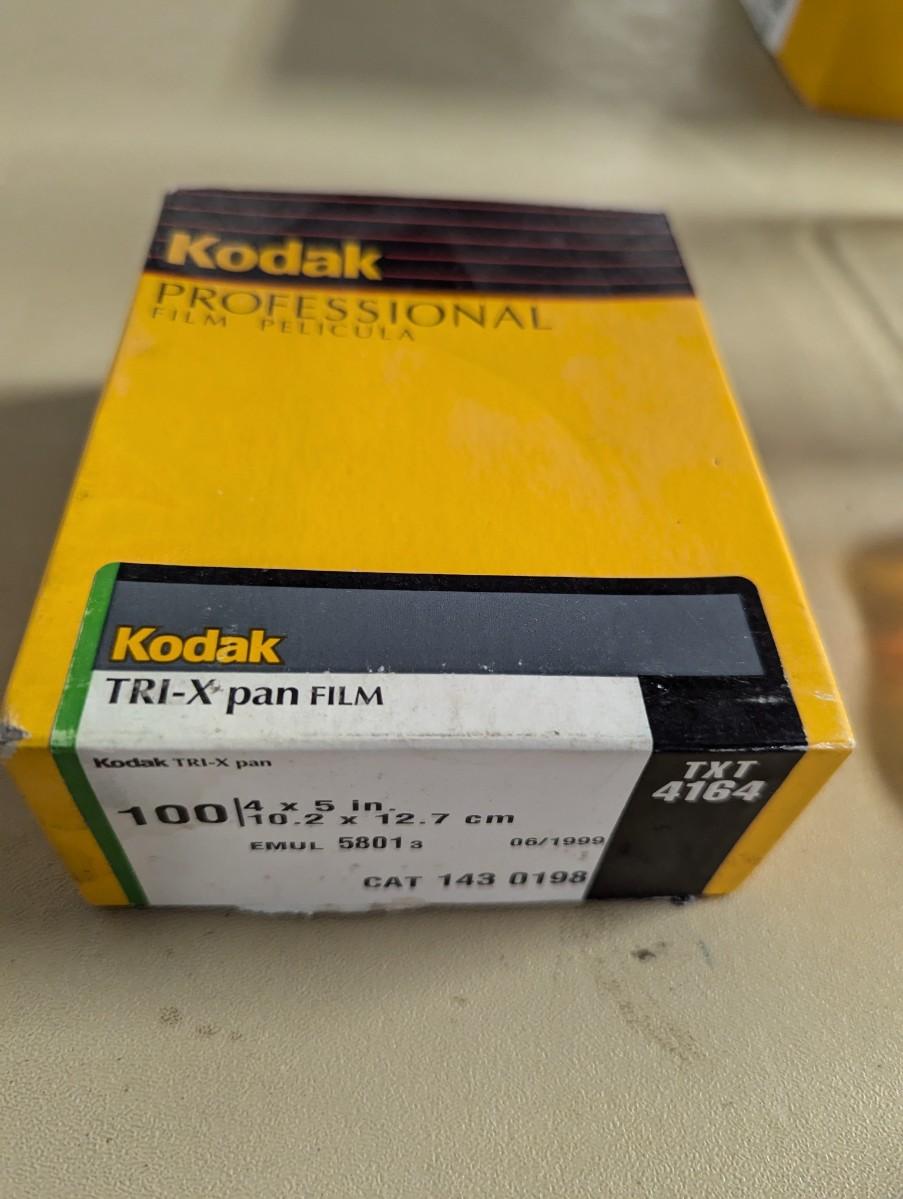 Kodak
PROFESSIONAL
FILM PELICULA
Kodak
TRI-X pan FILM
Kodak TRI-X pan
TXT
4164
100 | 4 x 5 in.
10.2 x 12.7 cm
EMUL 5801 3 06/1999
CAT 143 0198